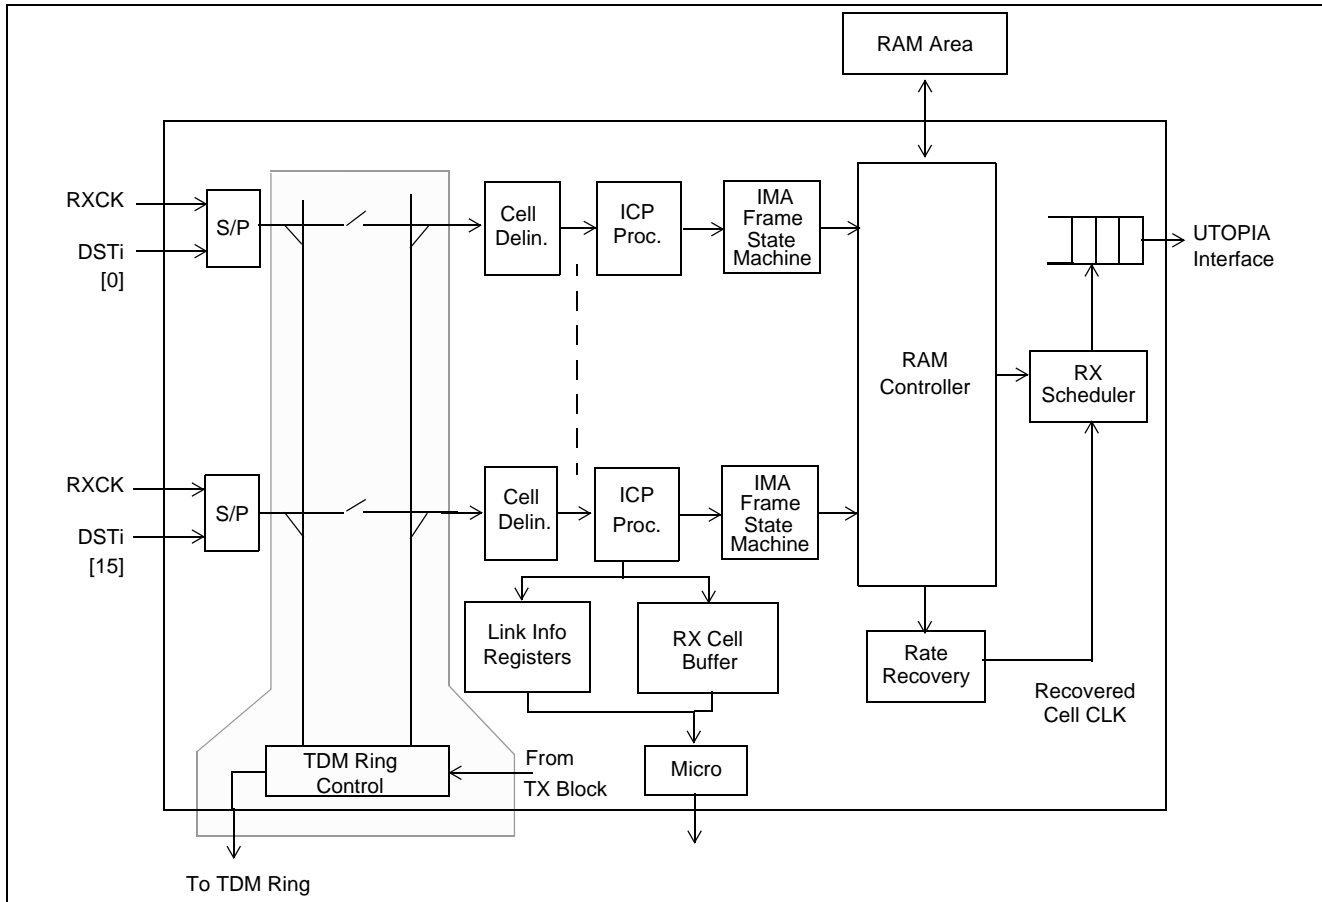 RAM Area
RXCK
DSTi
[0]
S/P
Cell
Delin.
ICP
Proc.
IMA
Frame
State
Machine
RAM
Controller
UTOPIA
Interface
RX
Scheduler
RXCK
DSTi
[15]
S/P
Cell
Delin.
ICP
Proc.
IMA
Frame
State
Machine
Link Info
Registers
RX Cell
Buffer
Rate
Recovery
Recovered
Cell CLK
TDM Ring
Control
From
TX Block
Micro
To TDM Ring